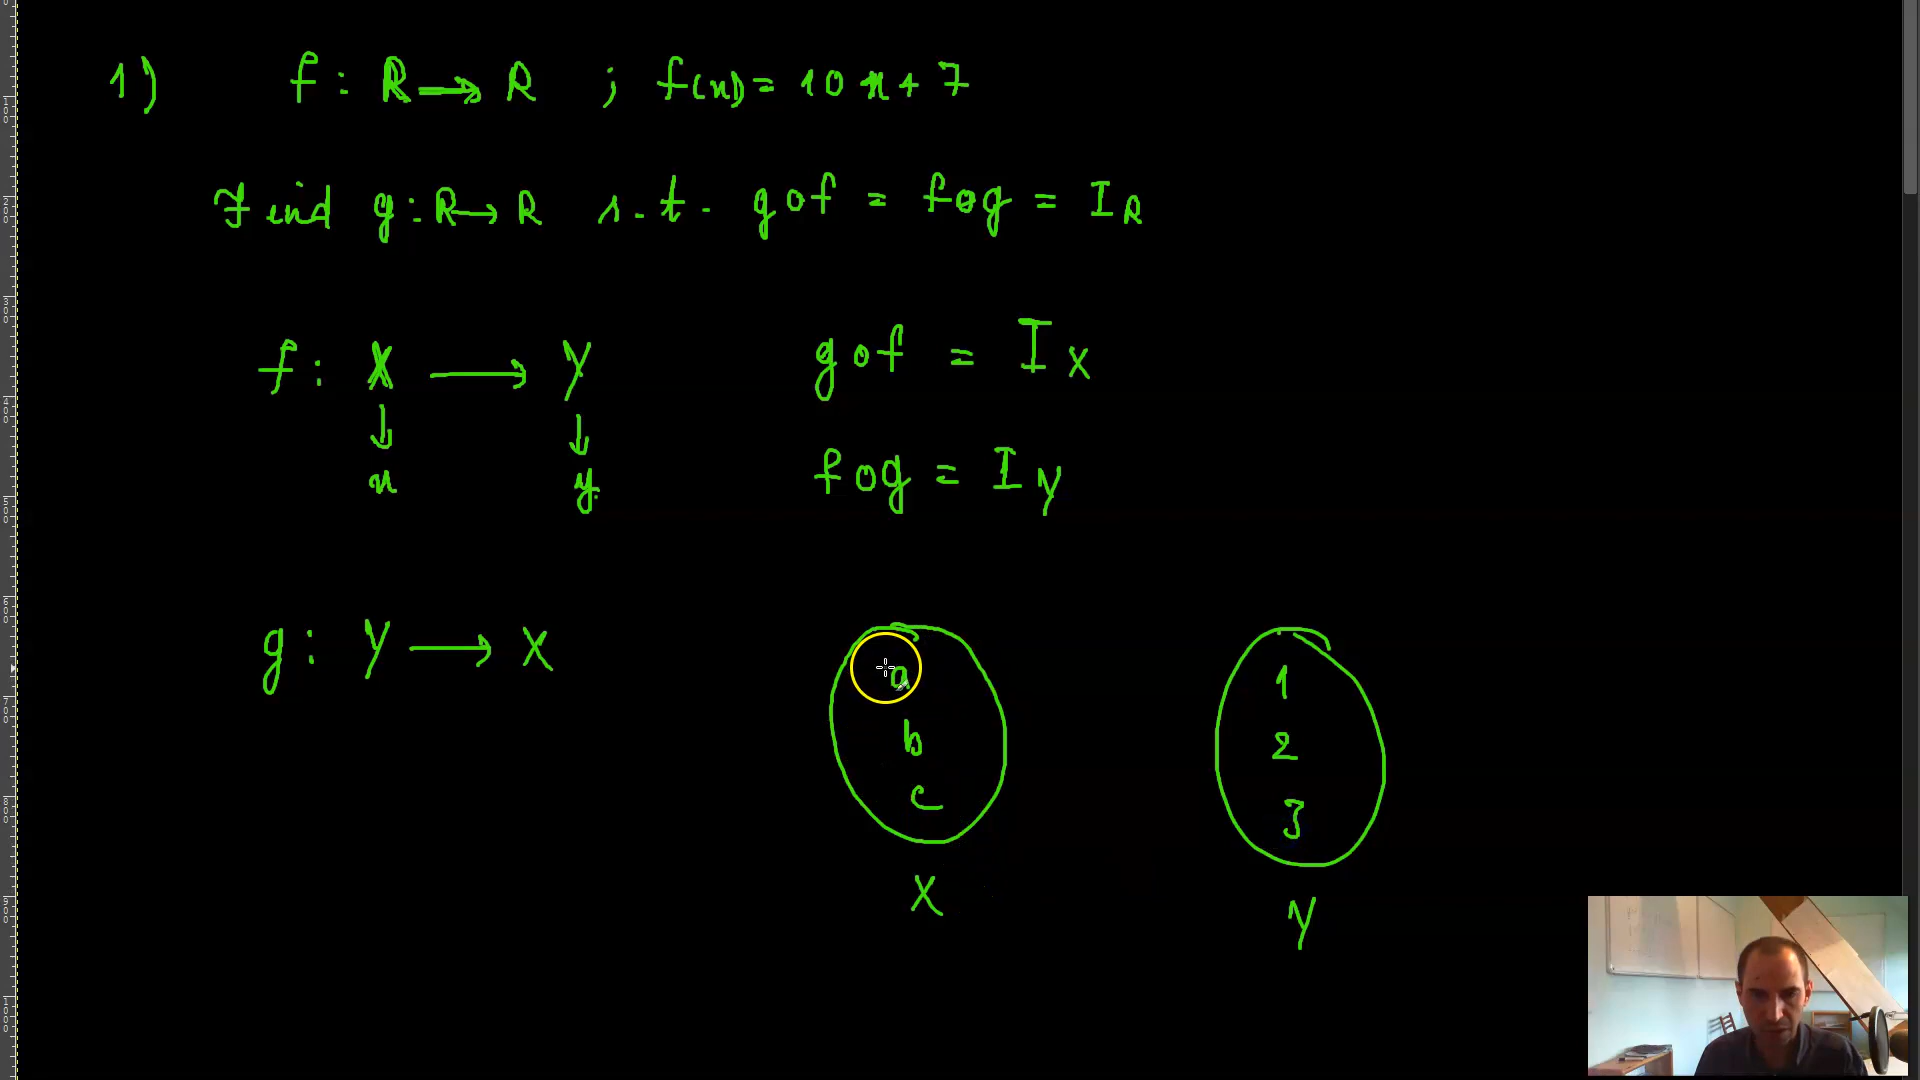 1) f : R → R ; f(x) = 10x + 7
Find g : R → R s.t. gof = fog = I_R
f : X → Y gof = I_X
↓ ↓
x y fog = I_Y
g : Y → X
a 1
b 2
c 3
X Y